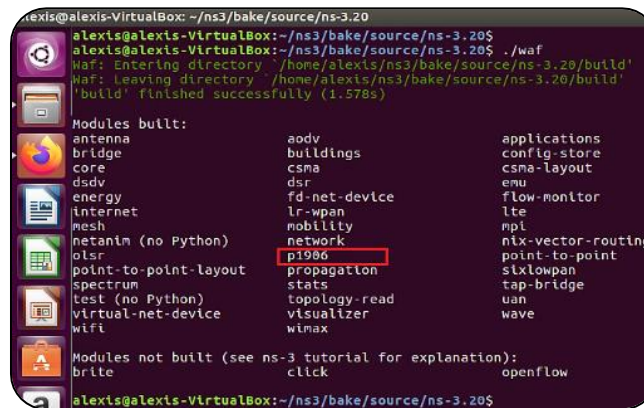 alexis@alexis-VirtualBox: ~/ns3/bake/source/ns-3.20
alexis@alexis-VirtualBox:~/ns3/bake/source/ns-3.20$
alexis@alexis-VirtualBox:~/ns3/bake/source/ns-3.20$ ./waf
Waf: Entering directory `/home/alexis/ns3/bake/source/ns-3.20/build'
Waf: Leaving directory `/home/alexis/ns3/bake/source/ns-3.20/build'
'build' finished successfully (1.578s)
Modules built:
antenna aodv applications
bridge buildings config-store
core csma csma-layout
dsdv dsr emu
energy fd-net-device flow-monitor
internet lr-wpan lte
mesh mobility mpi
netanim (no Python) network nix-vector-routing
olsr p1906 point-to-point
point-to-point-layout propagation sixlowpan
spectrum stats tap-bridge
test (no Python) topology-read uan
virtual-net-device visualizer wave
wifi wimax
Modules not built (see ns-3 tutorial for explanation):
brite click openflow
alexis@alexis-VirtualBox:~/ns3/bake/source/ns-3.20$